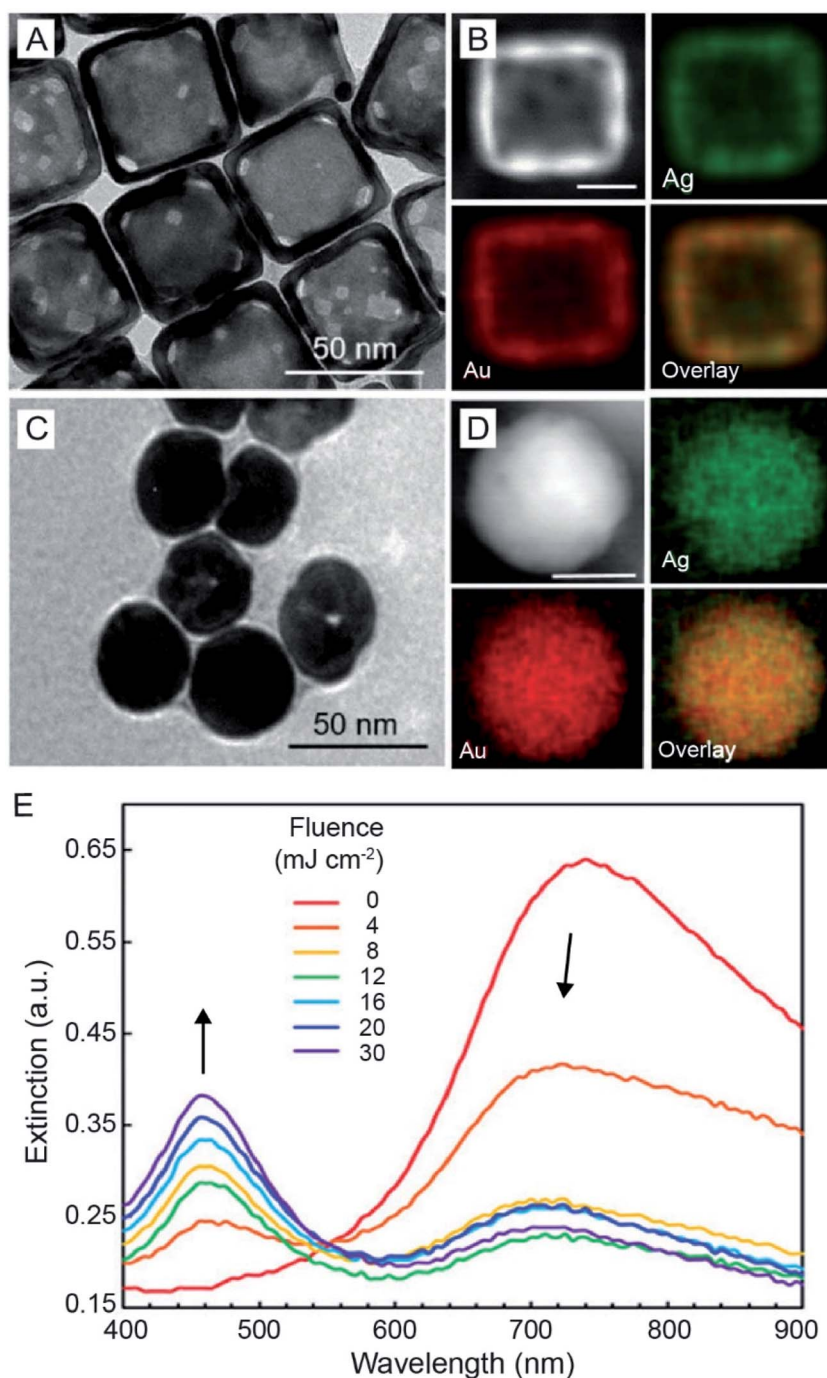 A
50 nm
B
Ag
Au
Overlay
C
50 nm
D
Ag
Au
Overlay
E
Fluence
(mJ cm-2)
0
4
8
12
16
20
30
0.65
0.55
0.45
0.35
0.25
0.15
Extinction (a.u.)
400
500
600
700
800
900
Wavelength (nm)